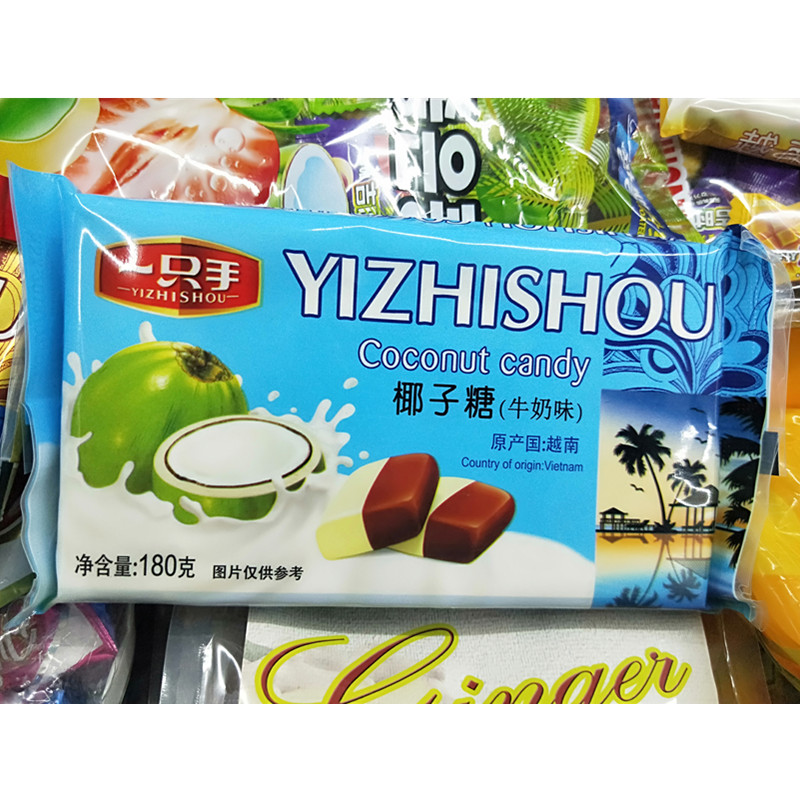 一只手
YIZHISHOU
YIZHISHOU
Coconut candy
椰子糖(牛奶味)
原产国:越南
Country of origin:Vietnam
净含量:180克 图片仅供参考
Ginger